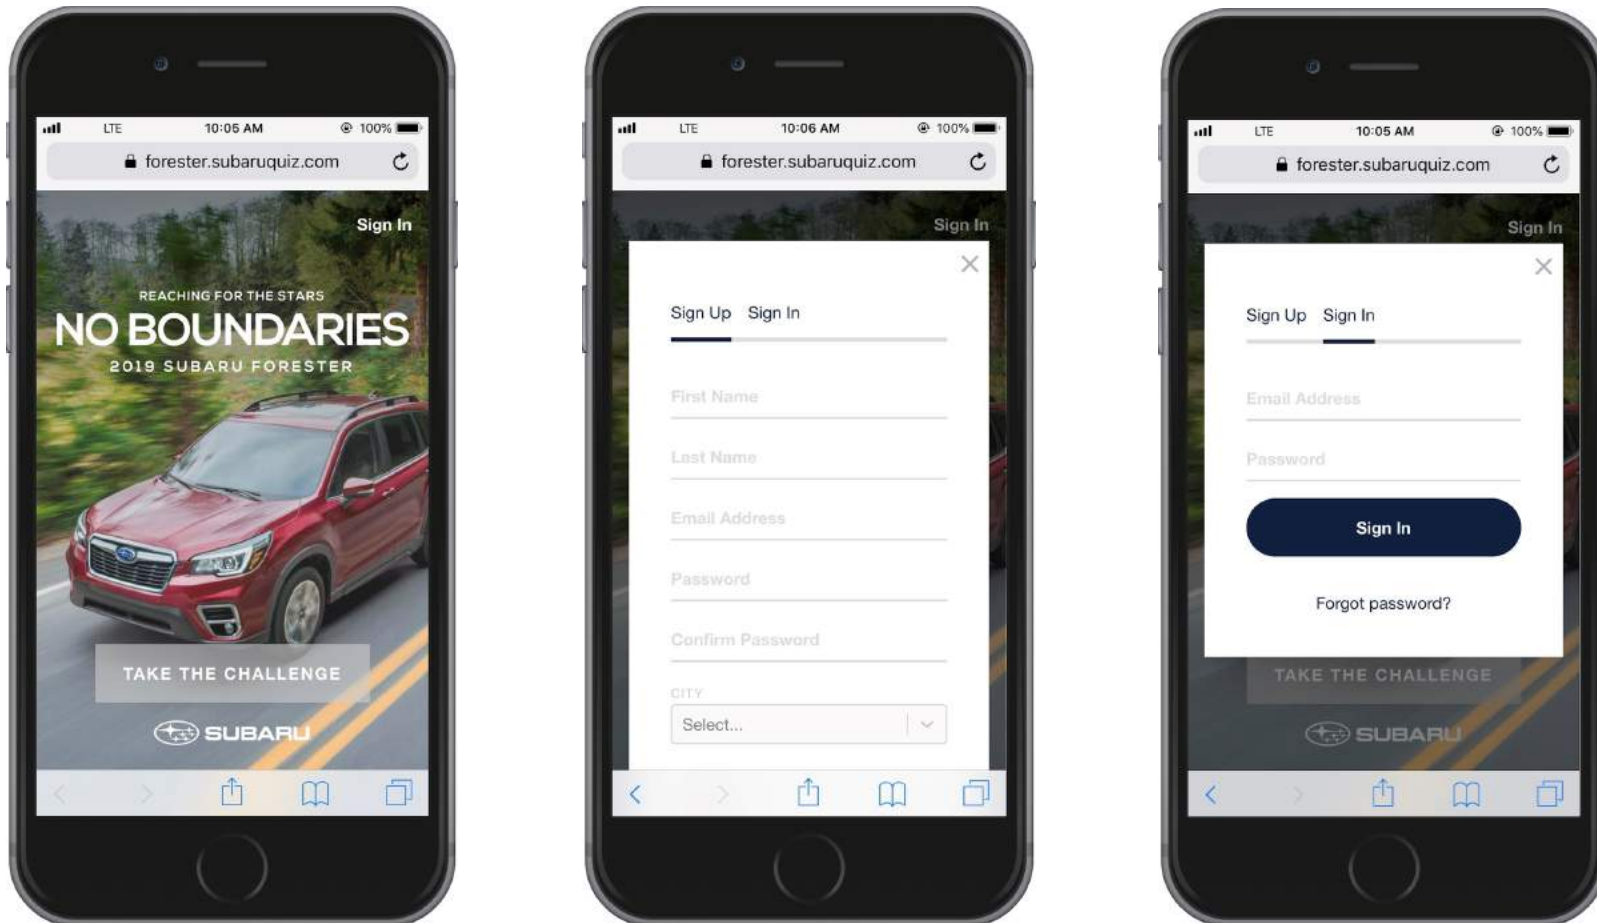 LTE 10:05 AM 100%
forester.subaruquiz.com
Sign In
REACHING FOR THE STARS
NO BOUNDARIES
2019 SUBARU FORESTER
TAKE THE CHALLENGE
SUBARU
LTE 10:06 AM 100%
forester.subaruquiz.com
Sign In
Sign Up Sign In
First Name
Last Name
Email Address
Password
Confirm Password
CITY
Select...
LTE 10:05 AM 100%
forester.subaruquiz.com
Sign In
Sign Up Sign In
Email Address
Password
Sign In
Forgot password?
TAKE THE CHALLENGE
SUBARU